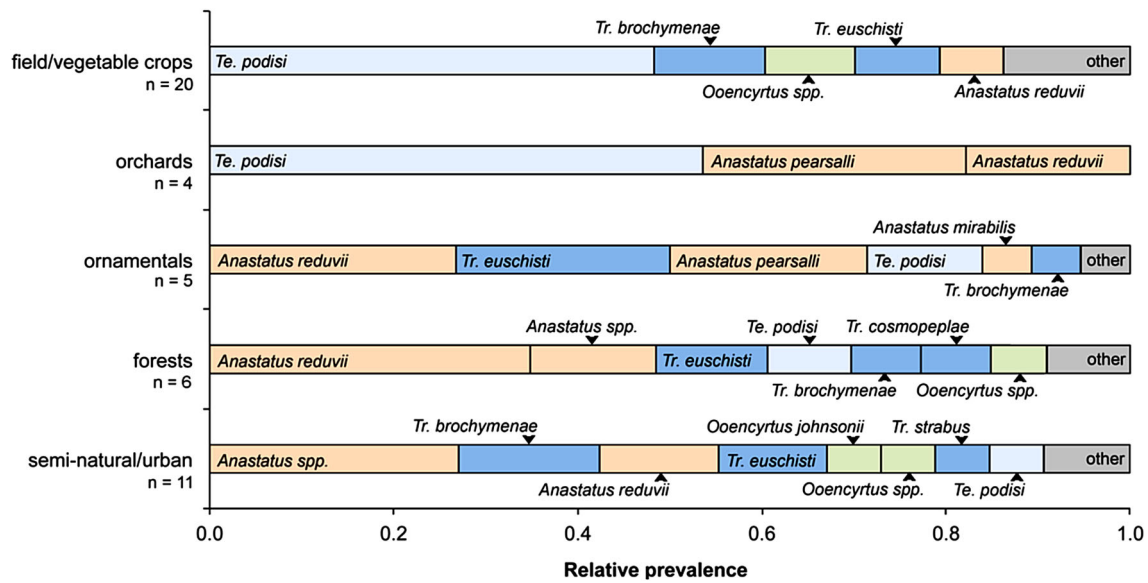 Tr. brochymenae Tr. euschisti
field/vegetable crops Te. podisi other
n = 20 Ooencyrtus spp. Anastatus reduvii
orchards Te. podisi Anastatus pearsalli Anastatus reduvii
n = 4
Anastatus mirabilis
ornamentals Anastatus reduvii Tr. euschisti Anastatus pearsalli Te. podisi other
n = 5 Tr. brochymenae
Anastatus spp. Te. podisi Tr. cosmopeplae
forests Anastatus reduvii Tr. euschisti other
n = 6 Tr. brochymenae Ooencyrtus spp.
Tr. brochymenae Ooencyrtus johnsonii Tr. strabus
semi-natural/urban Anastatus spp. Tr. euschisti other
n = 11 Anastatus reduvii Ooencyrtus spp. Te. podisi
0.0 0.2 0.4 0.6 0.8 1.0
Relative prevalence